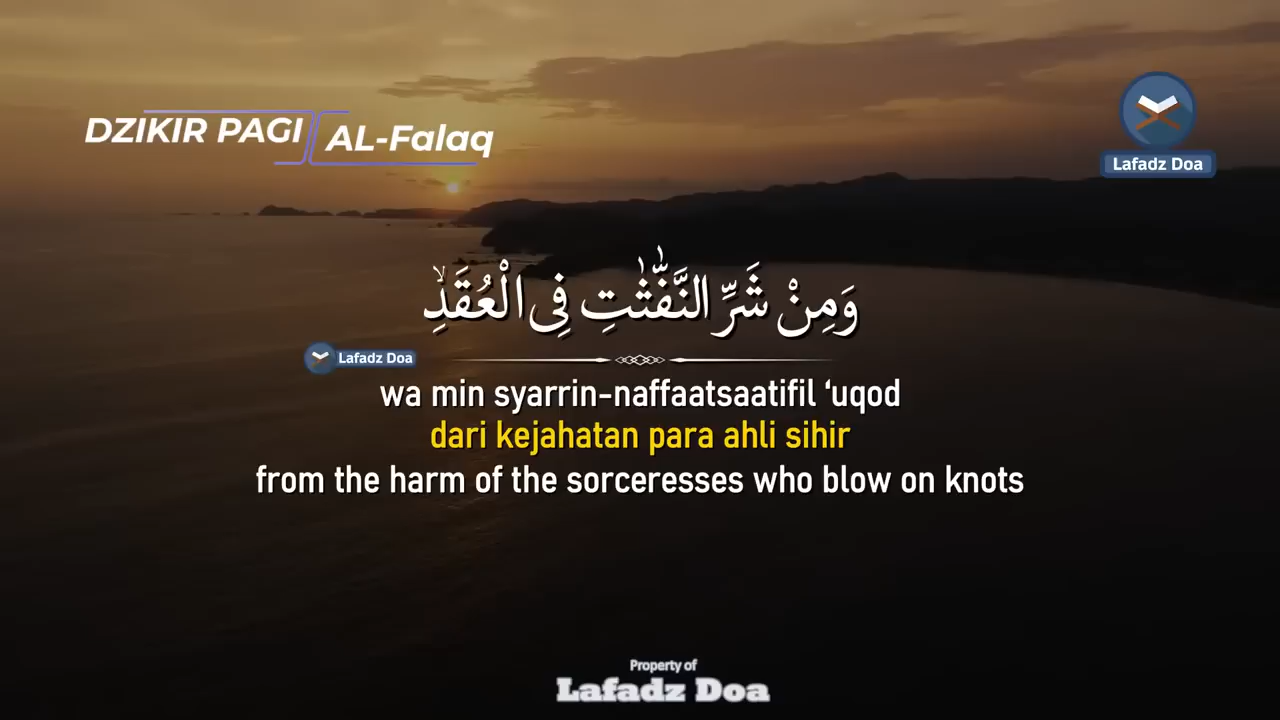 DZIKIR PAGI
AL-Falaq
Lafadz Doa
وَمِنْ شَرِّ النَّفّٰثٰتِ فِى الْعُقَدِۙ
Lafadz Doa
wa min syarrin-naffaatsaatifil ‘uqod
dari kejahatan para ahli sihir
from the harm of the sorceresses who blow on knots
Property of
Lafadz Doa